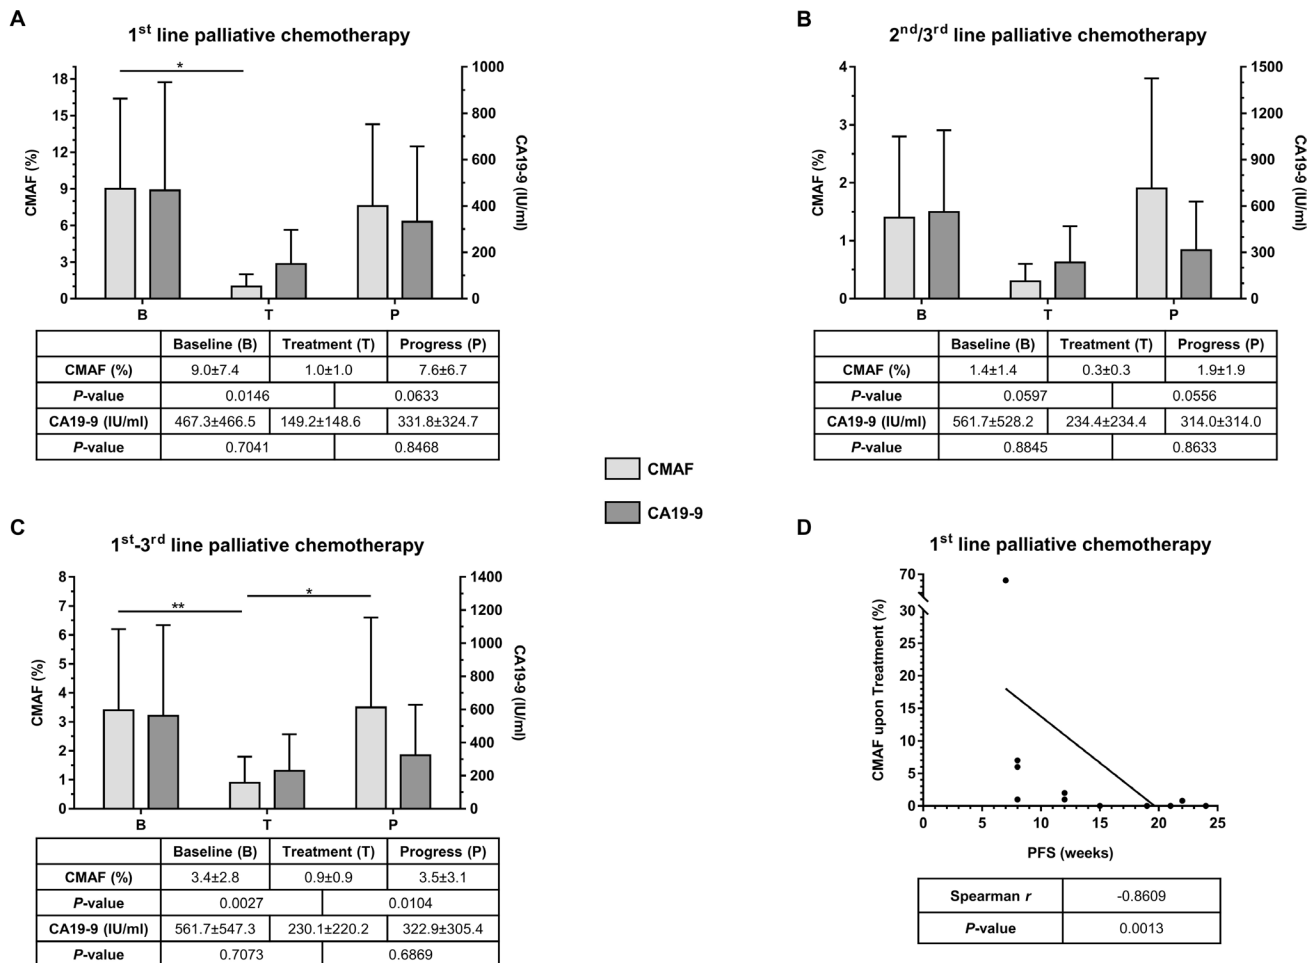 A
1st line palliative chemotherapy
*
18
15
12
9
6
3
0
CMAF (%)
1000
800
600
400
200
0
CA19-9 (IU/ml)
B T P
Baseline (B) Treatment (T) Progress (P)
CMAF (%) 9.0±7.4 1.0±1.0 7.6±6.7
P-value 0.0146 0.0633
CA19-9 (IU/ml) 467.3±466.5 149.2±148.6 331.8±324.7
P-value 0.7041 0.8468
B
2nd/3rd line palliative chemotherapy
4
3
2
1
0
CMAF (%)
1500
1200
900
600
300
0
CA19-9 (IU/ml)
B T P
Baseline (B) Treatment (T) Progress (P)
CMAF (%) 1.4±1.4 0.3±0.3 1.9±1.9
P-value 0.0597 0.0556
CA19-9 (IU/ml) 561.7±528.2 234.4±234.4 314.0±314.0
P-value 0.8845 0.8633
CMAF
CA19-9
C
1st-3rd line palliative chemotherapy
**
*
8
7
6
5
4
3
2
1
0
CMAF (%)
1400
1200
1000
800
600
400
200
0
CA19-9 (IU/ml)
B T P
Baseline (B) Treatment (T) Progress (P)
CMAF (%) 3.4±2.8 0.9±0.9 3.5±3.1
P-value 0.0027 0.0104
CA19-9 (IU/ml) 561.7±547.3 230.1±220.2 322.9±305.4
P-value 0.7073 0.6869
D
1st line palliative chemotherapy
70
30
25
20
15
10
5
0
CMAF upon Treatment (%)
0 5 10 15 20 25
PFS (weeks)
Spearman r -0.8609
P-value 0.0013